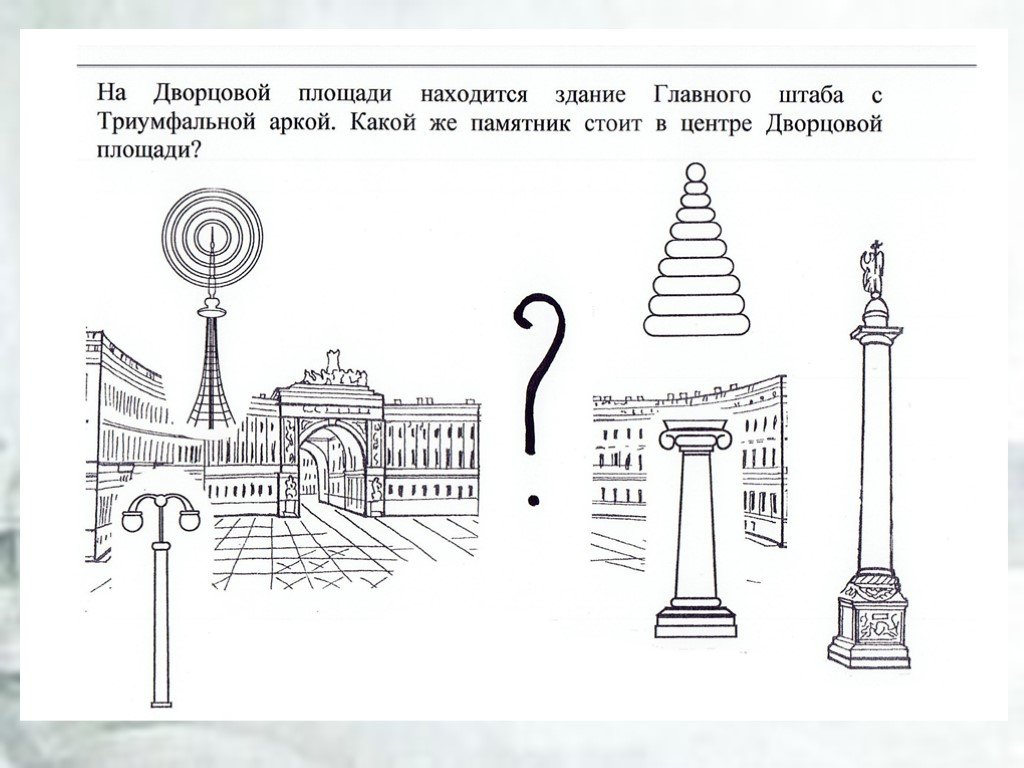 На Дворцовой площади находится здание Главного штаба с
Триумфальной аркой. Какой же памятник стоит в центре Дворцовой
площади?
?